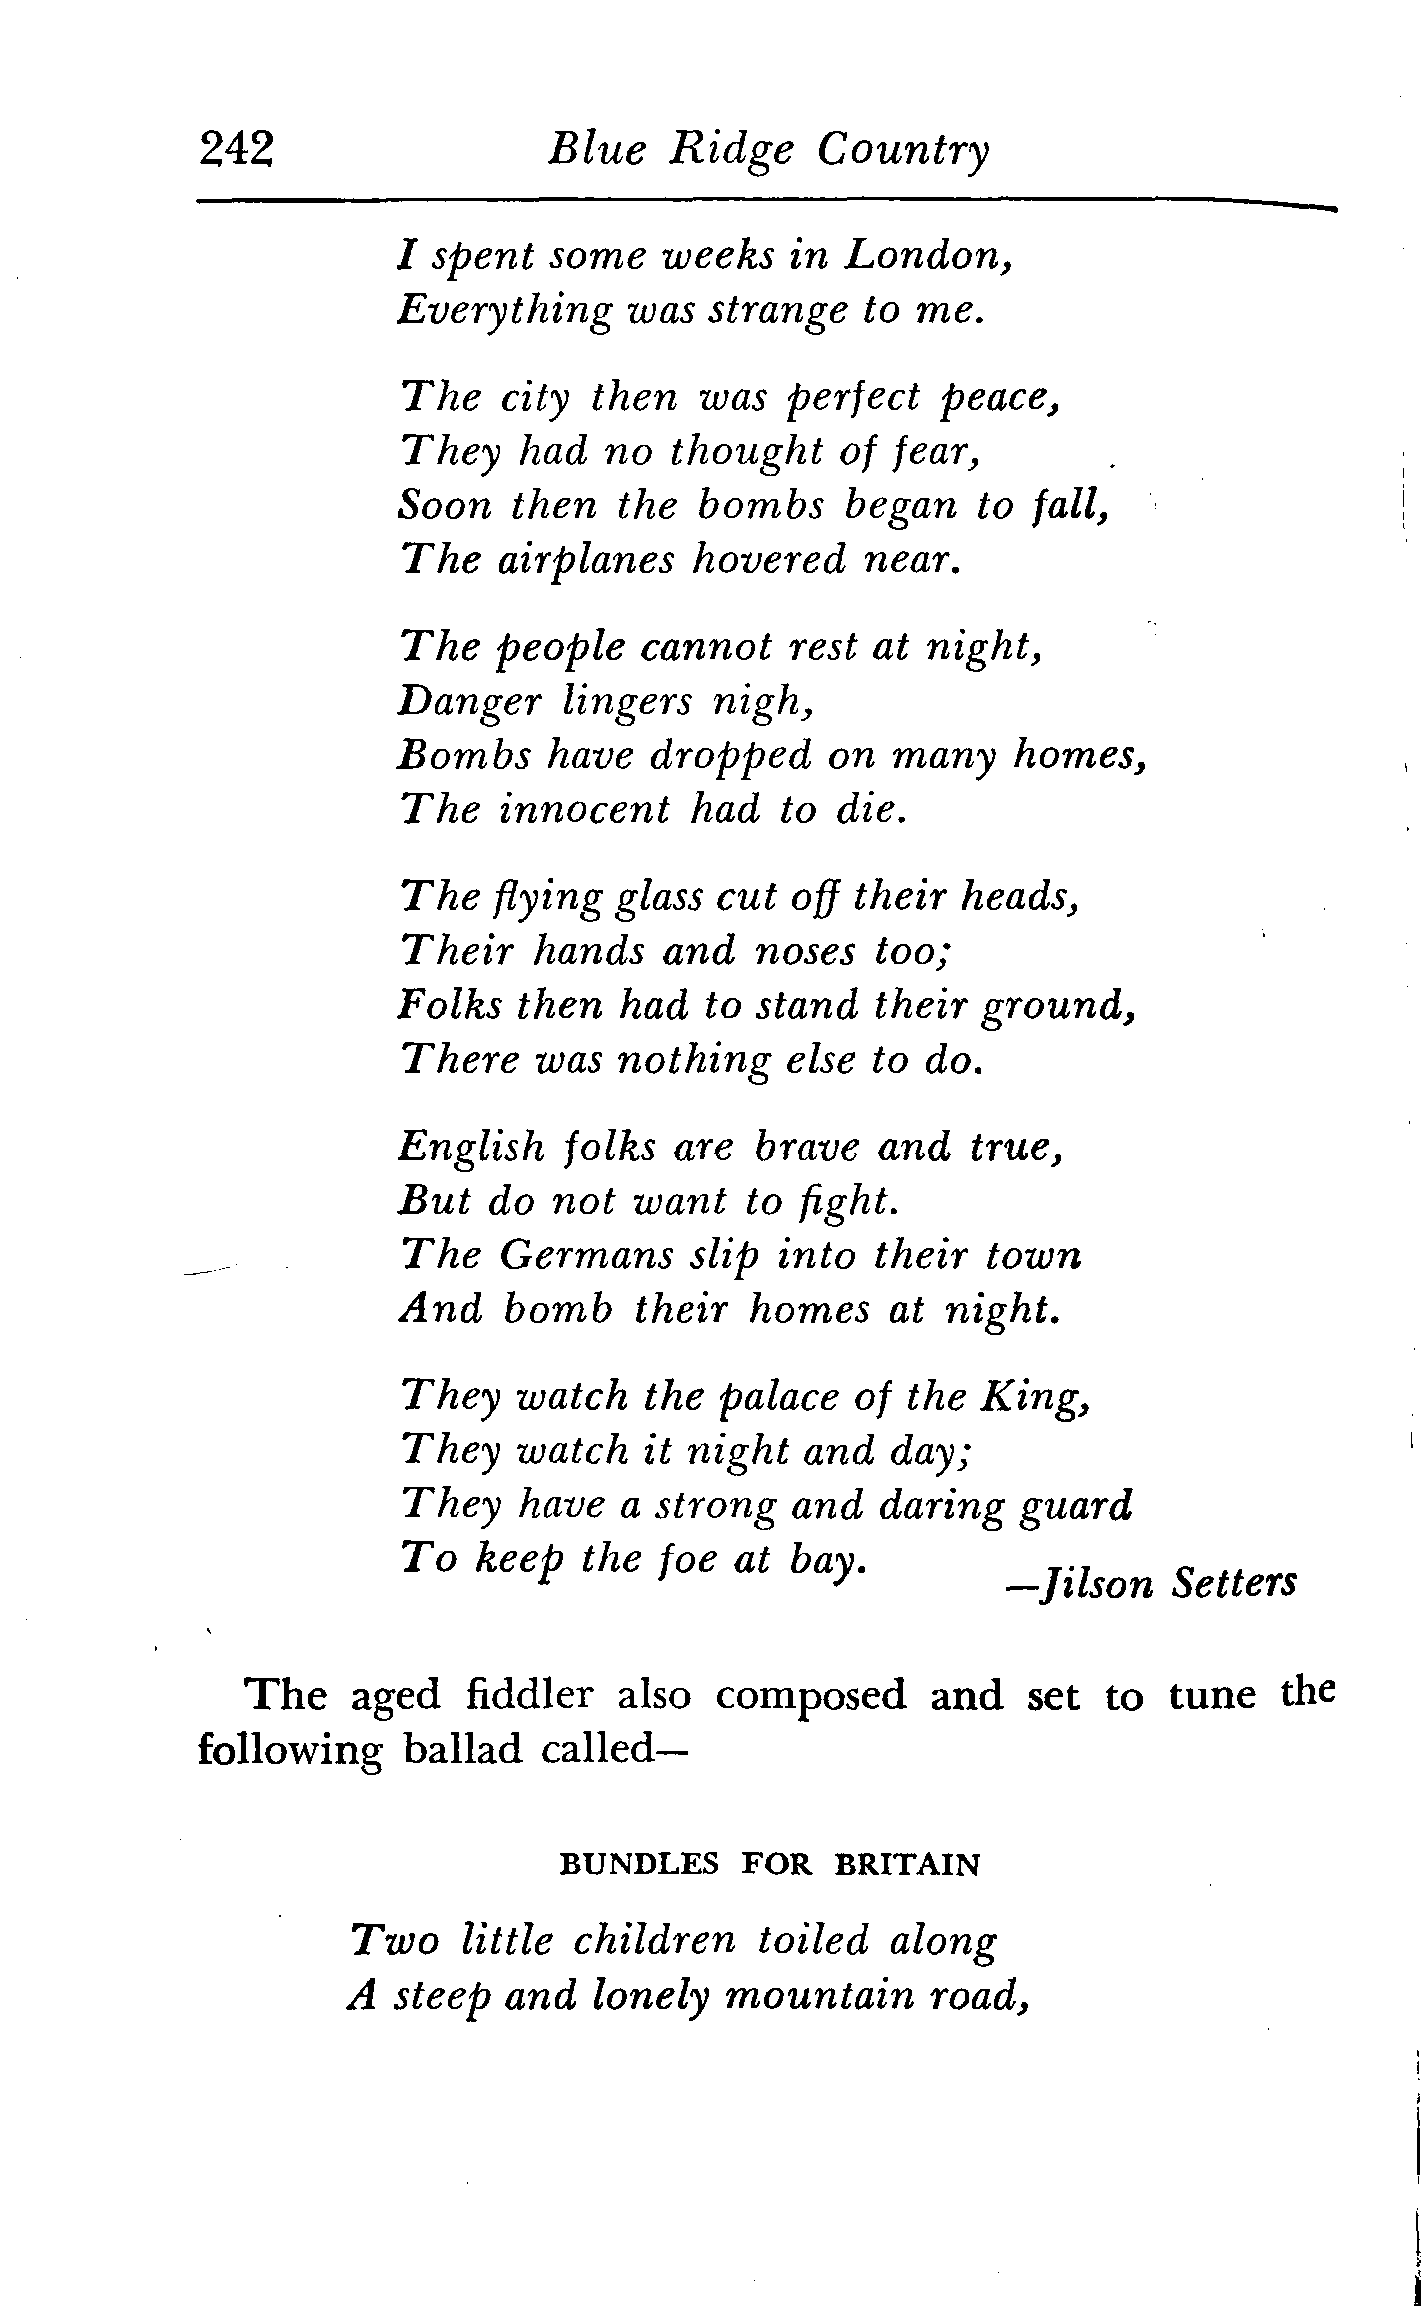 242 Blue Ridge Country
I spent some weeks in London,
Everything was strange to me.
The city then was perfect peace,
They had no thought of fear,
Soon then the bombs began to fall,
The airplanes hovered near.
The people cannot rest at night,
Danger lingers nigh,
Bombs have dropped on many homes,
The innocent had to die.
The flying glass cut off their heads,
Their hands and noses too;
Folks then had to stand their ground,
There was nothing else to do.
English folks are brave and true,
But do not want to fight.
The Germans slip into their town
And bomb their homes at night.
They watch the palace of the King,
They watch it night and day;
They have a strong and daring guard
To keep the foe at bay.
—Jilson Setters
The aged fiddler also composed and set to tune the
following ballad called—
BUNDLES FOR BRITAIN
Two little children toiled along
A steep and lonely mountain road,